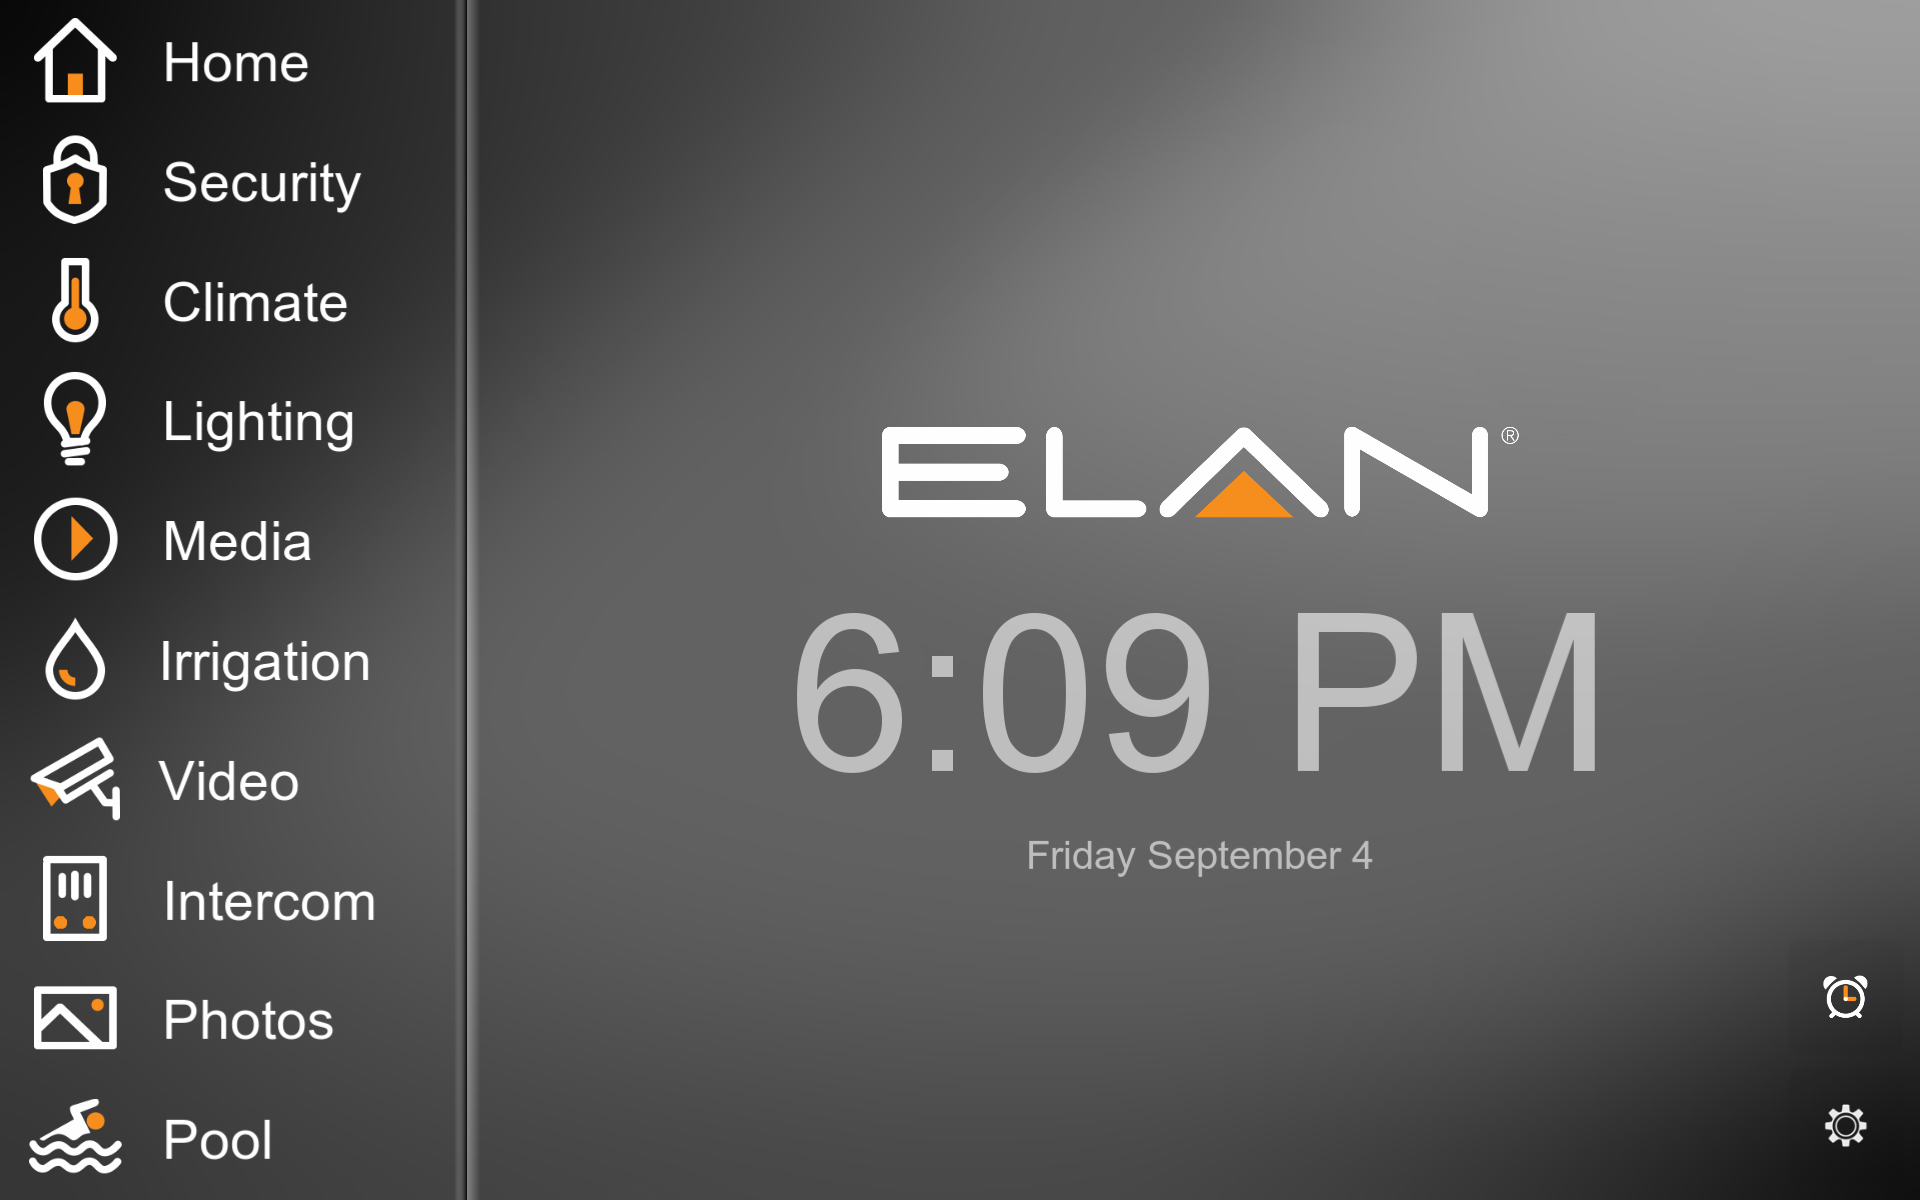 Home
Security
Climate
Lighting
Media
Irrigation
Video
Intercom
Photos
Pool
ELAN®
6:09 PM
Friday September 4